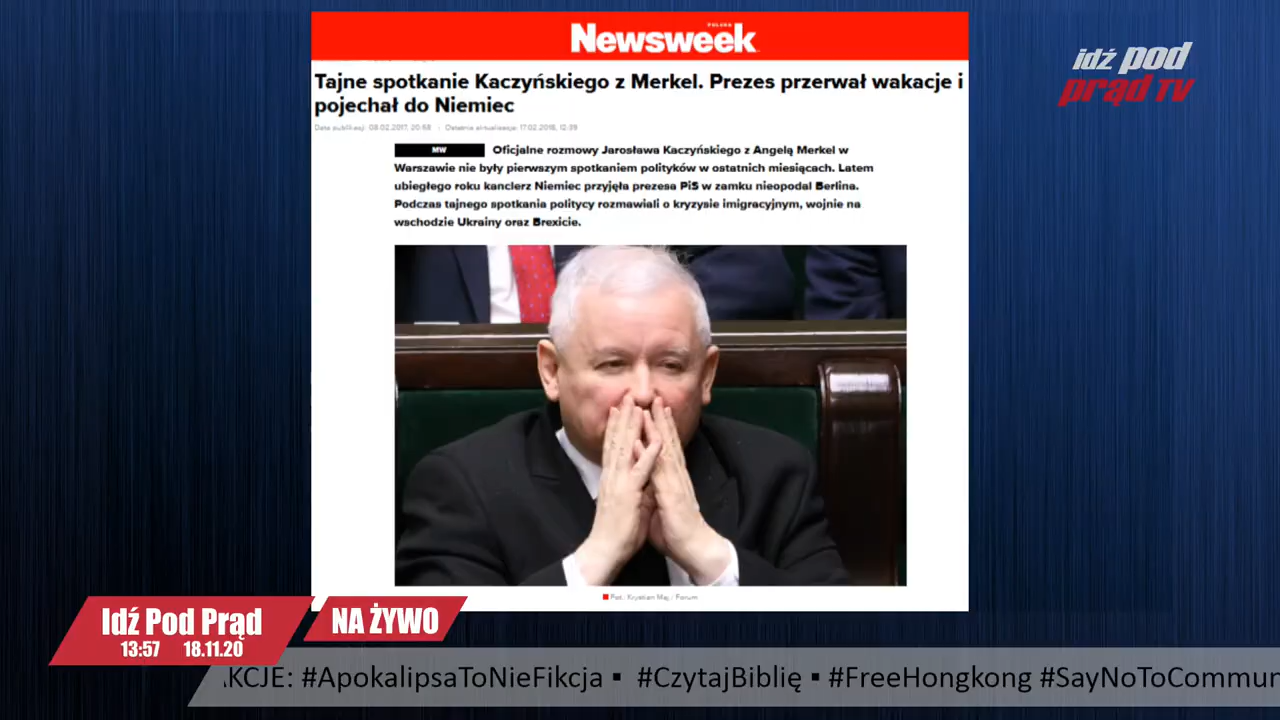 POLSKA
Newsweek
idź pod
prąd TV
Tajne spotkanie Kaczyńskiego z Merkel. Prezes przerwał wakacje i
pojechał do Niemiec
Data publikacji: 08.02.2017, 20:58 | Ostatnia aktualizacja: 17.02.2018, 12:39
MW Oficjalne rozmowy Jarosława Kaczyńskiego z Angelą Merkel w
Warszawie nie były pierwszym spotkaniem polityków w ostatnich miesiącach. Latem
ubiegłego roku kanclerz Niemiec przyjęła prezesa PiS w zamku nieopodal Berlina.
Podczas tajnego spotkania politycy rozmawiali o kryzysie imigracyjnym, wojnie na
wschodzie Ukrainy oraz Brexicie.
Fot.: Krystian Maj / Forum
Idź Pod Prąd
NA ŻYWO
13:57 18.11.20
KCJE: #ApokalipsaToNieFikcja ▪ #CzytajBiblię ▪ #FreeHongkong #SayNoToCommun